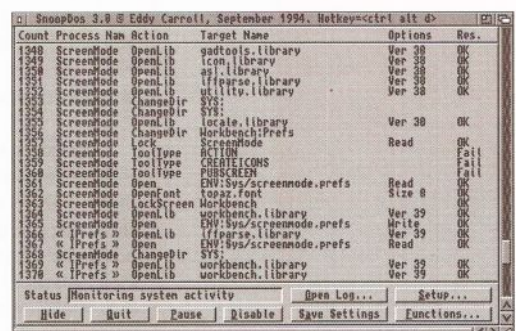 SnoopDos 3.0 © Eddy Carroll, September 1994. Hotkey=<ctrl alt d>
Count Process Nam Action Target Name Options Res.
1348 ScreenMode OpenLib gadtools.library Ver 38 OK
1349 ScreenMode OpenLib icon.library Ver 38 OK
1350 ScreenMode OpenLib asl.library Ver 38 OK
1351 ScreenMode OpenLib iffparse.library Ver 38 OK
1352 ScreenMode OpenLib utility.library Ver 38 OK
1353 ScreenMode ChangeDir SYS:
1354 ScreenMode ChangeDir SYS:
1355 ScreenMode OpenLib locale.library Ver 38 OK
1356 ScreenMode ChangeDir Workbench:Prefs
1357 ScreenMode Lock ScreenMode Read OK
1358 ScreenMode ToolType ACTION Fail
1359 ScreenMode ToolType CREATEICONS Fail
1360 ScreenMode ToolType PUBSCREEN Fail
1361 ScreenMode Open ENV:Sys/screenmode.prefs Read OK
1362 ScreenMode OpenFont topaz.font Size 8 OK
1363 ScreenMode LockScreen Workbench OK
1364 ScreenMode OpenLib workbench.library Ver 39 OK
1365 ScreenMode Open ENV:Sys/screenmode.prefs Write OK
1366 « IPrefs » OpenLib iffparse.library Ver 39 OK
1367 « IPrefs » Open ENV:Sys/screenmode.prefs Read OK
1368 ScreenMode ChangeDir SYS:
1369 « IPrefs » OpenLib workbench.library Ver 39 OK
1370 « IPrefs » OpenLib workbench.library Ver 39 OK
Status Monitoring system activity Open Log... Setup...
Hide Quit Pause Disable Save Settings Functions...